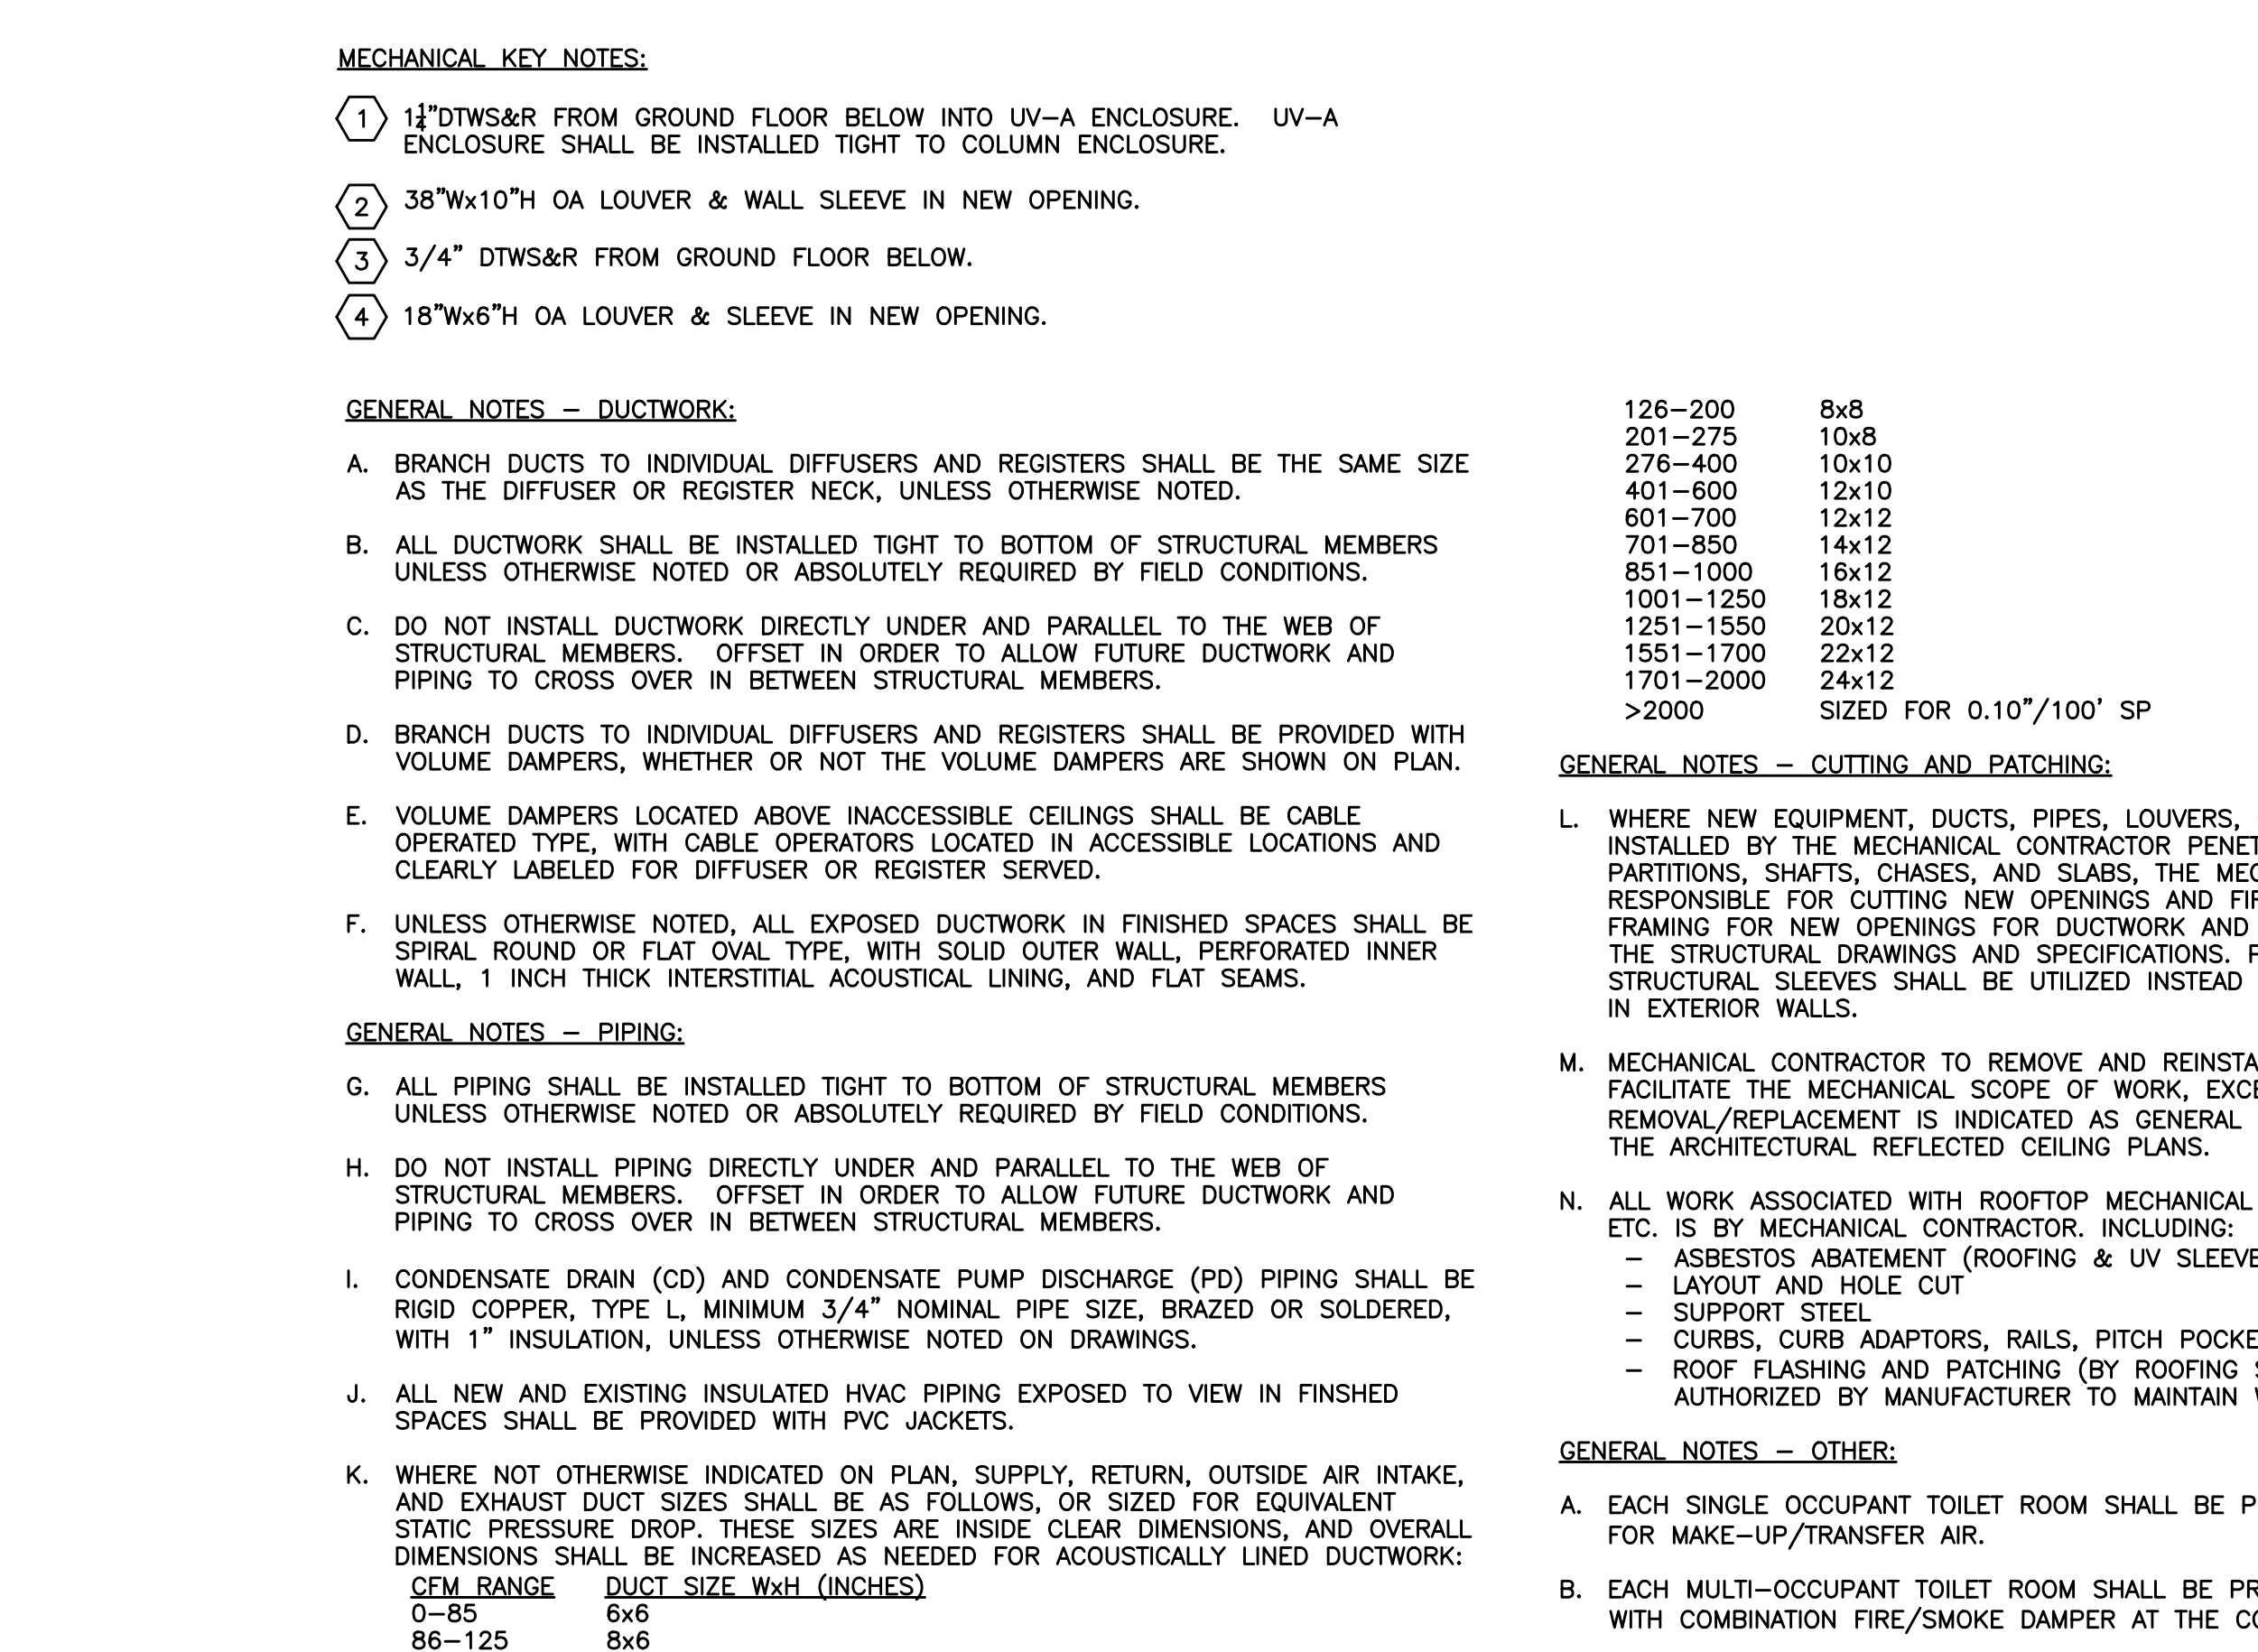 MECHANICAL KEY NOTES:
1 1¼"DTWS&R FROM GROUND FLOOR BELOW INTO UV-A ENCLOSURE. UV-A
ENCLOSURE SHALL BE INSTALLED TIGHT TO COLUMN ENCLOSURE.
2 38"Wx10"H OA LOUVER & WALL SLEEVE IN NEW OPENING.
3 3/4" DTWS&R FROM GROUND FLOOR BELOW.
4 18"Wx6"H OA LOUVER & SLEEVE IN NEW OPENING.
GENERAL NOTES - DUCTWORK:
A. BRANCH DUCTS TO INDIVIDUAL DIFFUSERS AND REGISTERS SHALL BE THE SAME SIZE
AS THE DIFFUSER OR REGISTER NECK, UNLESS OTHERWISE NOTED.
B. ALL DUCTWORK SHALL BE INSTALLED TIGHT TO BOTTOM OF STRUCTURAL MEMBERS
UNLESS OTHERWISE NOTED OR ABSOLUTELY REQUIRED BY FIELD CONDITIONS.
C. DO NOT INSTALL DUCTWORK DIRECTLY UNDER AND PARALLEL TO THE WEB OF
STRUCTURAL MEMBERS. OFFSET IN ORDER TO ALLOW FUTURE DUCTWORK AND
PIPING TO CROSS OVER IN BETWEEN STRUCTURAL MEMBERS.
D. BRANCH DUCTS TO INDIVIDUAL DIFFUSERS AND REGISTERS SHALL BE PROVIDED WITH
VOLUME DAMPERS, WHETHER OR NOT THE VOLUME DAMPERS ARE SHOWN ON PLAN.
E. VOLUME DAMPERS LOCATED ABOVE INACCESSIBLE CEILINGS SHALL BE CABLE
OPERATED TYPE, WITH CABLE OPERATORS LOCATED IN ACCESSIBLE LOCATIONS AND
CLEARLY LABELED FOR DIFFUSER OR REGISTER SERVED.
F. UNLESS OTHERWISE NOTED, ALL EXPOSED DUCTWORK IN FINISHED SPACES SHALL BE
SPIRAL ROUND OR FLAT OVAL TYPE, WITH SOLID OUTER WALL, PERFORATED INNER
WALL, 1 INCH THICK INTERSTITIAL ACOUSTICAL LINING, AND FLAT SEAMS.
GENERAL NOTES - PIPING:
G. ALL PIPING SHALL BE INSTALLED TIGHT TO BOTTOM OF STRUCTURAL MEMBERS
UNLESS OTHERWISE NOTED OR ABSOLUTELY REQUIRED BY FIELD CONDITIONS.
H. DO NOT INSTALL PIPING DIRECTLY UNDER AND PARALLEL TO THE WEB OF
STRUCTURAL MEMBERS. OFFSET IN ORDER TO ALLOW FUTURE DUCTWORK AND
PIPING TO CROSS OVER IN BETWEEN STRUCTURAL MEMBERS.
I. CONDENSATE DRAIN (CD) AND CONDENSATE PUMP DISCHARGE (PD) PIPING SHALL BE
RIGID COPPER, TYPE L, MINIMUM 3/4" NOMINAL PIPE SIZE, BRAZED OR SOLDERED,
WITH 1" INSULATION, UNLESS OTHERWISE NOTED ON DRAWINGS.
J. ALL NEW AND EXISTING INSULATED HVAC PIPING EXPOSED TO VIEW IN FINSHED
SPACES SHALL BE PROVIDED WITH PVC JACKETS.
K. WHERE NOT OTHERWISE INDICATED ON PLAN, SUPPLY, RETURN, OUTSIDE AIR INTAKE,
AND EXHAUST DUCT SIZES SHALL BE AS FOLLOWS, OR SIZED FOR EQUIVALENT
STATIC PRESSURE DROP. THESE SIZES ARE INSIDE CLEAR DIMENSIONS, AND OVERALL
DIMENSIONS SHALL BE INCREASED AS NEEDED FOR ACOUSTICALLY LINED DUCTWORK:
CFM RANGE DUCT SIZE WxH (INCHES)
0-85 6x6
86-125 8x6
126-200 8x8
201-275 10x8
276-400 10x10
401-600 12x10
601-700 12x12
701-850 14x12
851-1000 16x12
1001-1250 18x12
1251-1550 20x12
1551-1700 22x12
1701-2000 24x12
>2000 SIZED FOR 0.10"/100' SP
GENERAL NOTES - CUTTING AND PATCHING:
L. WHERE NEW EQUIPMENT, DUCTS, PIPES, LOUVERS,
INSTALLED BY THE MECHANICAL CONTRACTOR
PARTITIONS, SHAFTS, CHASES, AND SLABS, THE
RESPONSIBLE FOR CUTTING NEW OPENINGS AND
FRAMING FOR NEW OPENINGS FOR DUCTWORK AND
THE STRUCTURAL DRAWINGS AND SPECIFICATIONS.
STRUCTURAL SLEEVES SHALL BE UTILIZED INSTEAD
IN EXTERIOR WALLS.
M. MECHANICAL CONTRACTOR TO REMOVE AND
FACILITATE THE MECHANICAL SCOPE OF WORK,
REMOVAL/REPLACEMENT IS INDICATED AS GENERAL
THE ARCHITECTURAL REFLECTED CEILING PLANS.
N. ALL WORK ASSOCIATED WITH ROOFTOP MECHANICAL
ETC. IS BY MECHANICAL CONTRACTOR. INCLUDING:
- ASBESTOS ABATEMENT (ROOFING & UV
- LAYOUT AND HOLE CUT
- SUPPORT STEEL
- CURBS, CURB ADAPTORS, RAILS, PITCH
- ROOF FLASHING AND PATCHING (BY ROOFING
AUTHORIZED BY MANUFACTURER TO MAINTAIN
GENERAL NOTES - OTHER:
A. EACH SINGLE OCCUPANT TOILET ROOM SHALL BE
FOR MAKE-UP/TRANSFER AIR.
B. EACH MULTI-OCCUPANT TOILET ROOM SHALL BE
WITH COMBINATION FIRE/SMOKE DAMPER AT THE